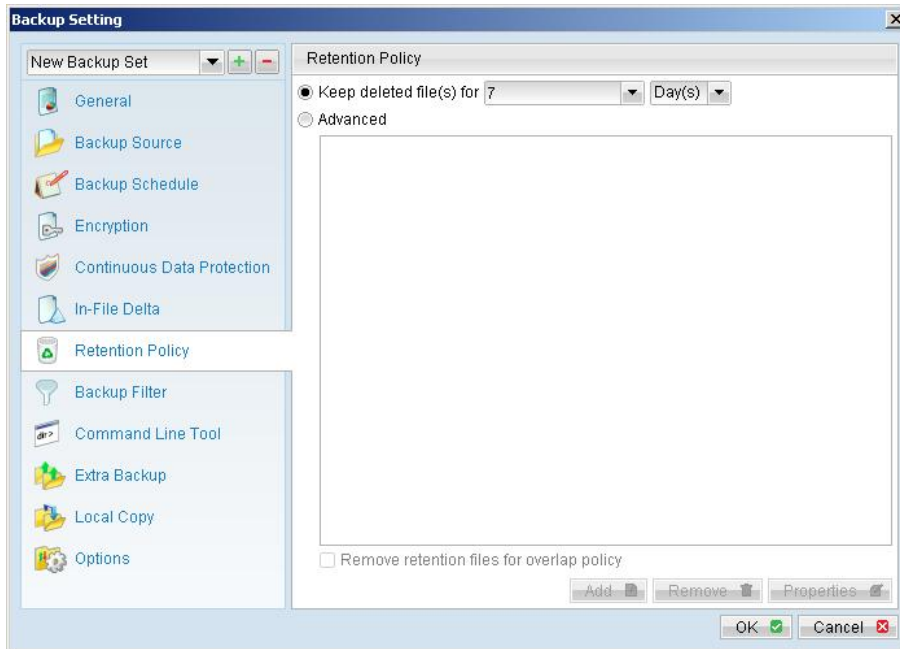 Backup Setting
New Backup Set
General
Backup Source
Backup Schedule
Encryption
Continuous Data Protection
In-File Delta
Retention Policy
Backup Filter
dir>
Command Line Tool
Extra Backup
Local Copy
Options
Retention Policy
Keep deleted file(s) for 7 Day(s)
Advanced
Remove retention files for overlap policy
Add Remove Properties
OK Cancel